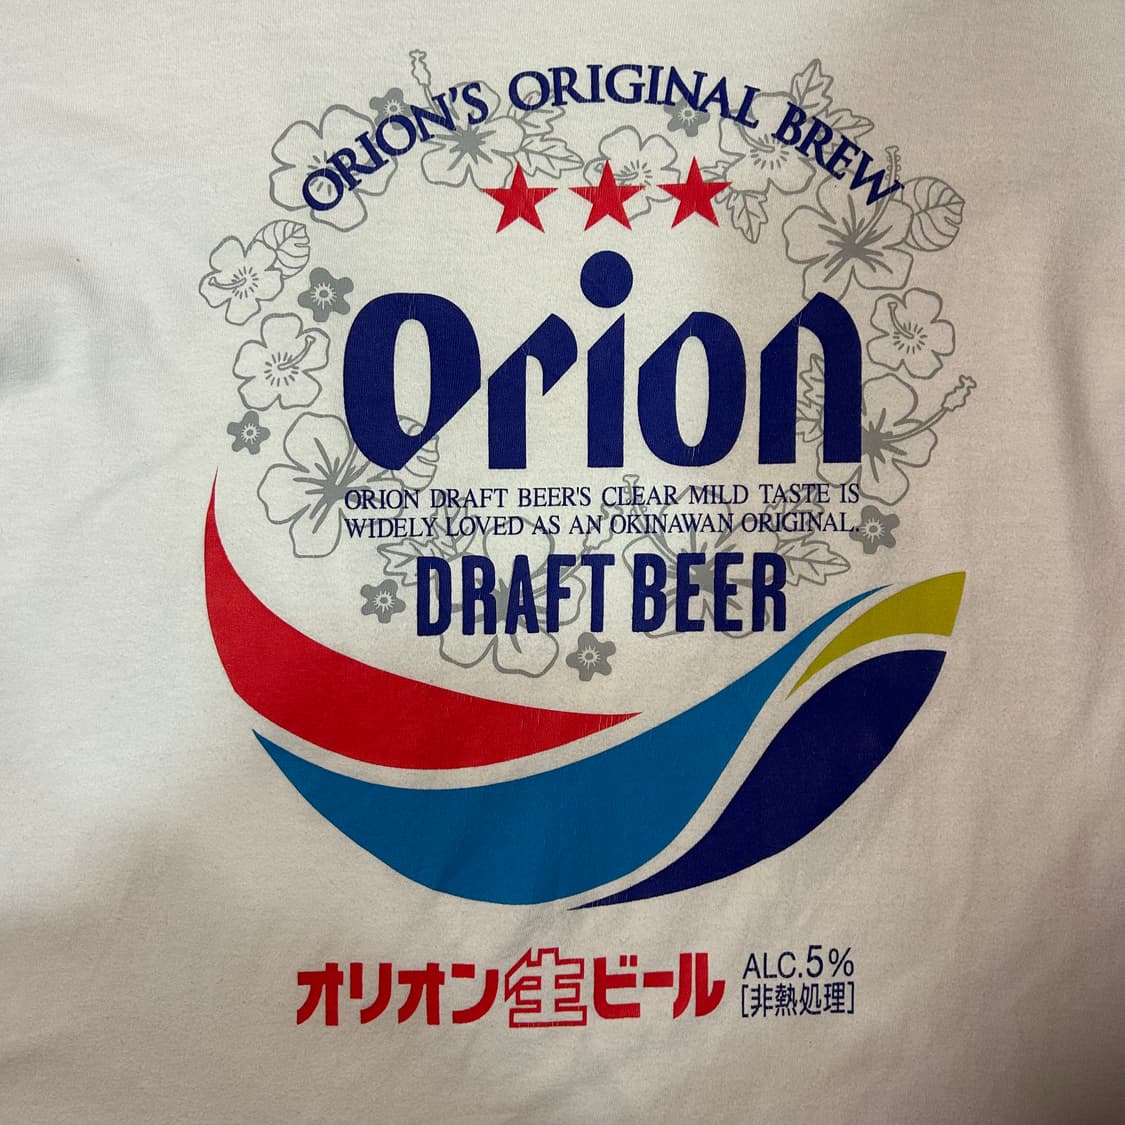 ORION'S ORIGINAL BREW
Orion
ORION DRAFT BEER'S CLEAR MILD TASTE IS
WIDELY LOVED AS AN OKINAWAN ORIGINAL.
DRAFT BEER
オリオン生ビール
ALC.5%
[非熱処理]